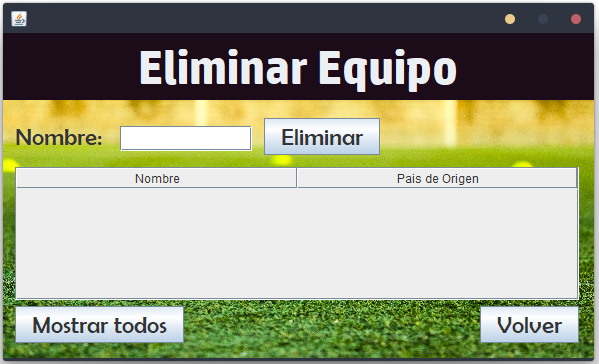 Eliminar Equipo
Nombre: Eliminar
Nombre Pais de Origen
Mostrar todos Volver